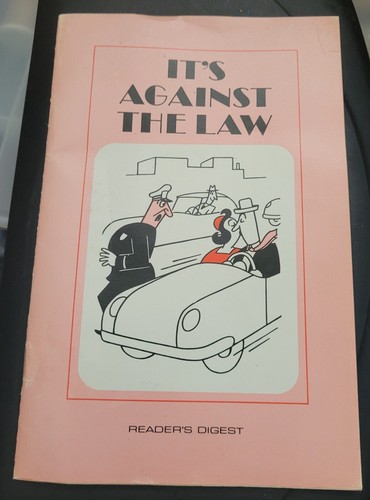 IT'S
AGAINST
THE LAW
READER'S DIGEST